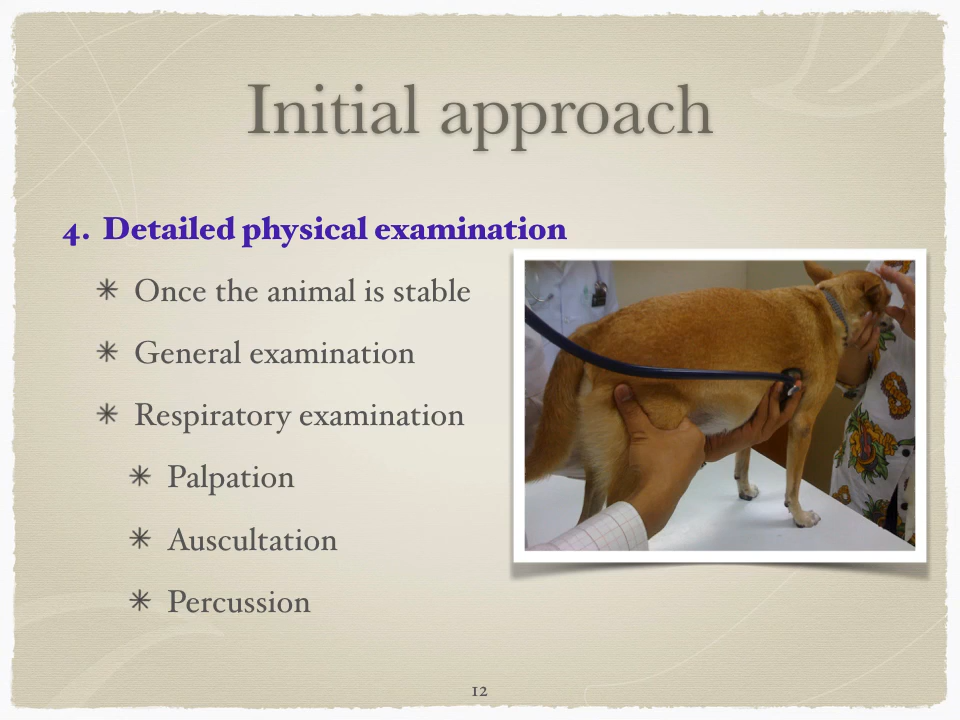 Initial approach
4. Detailed physical examination
✴ Once the animal is stable
✴ General examination
✴ Respiratory examination
✴ Palpation
✴ Auscultation
✴ Percussion
12